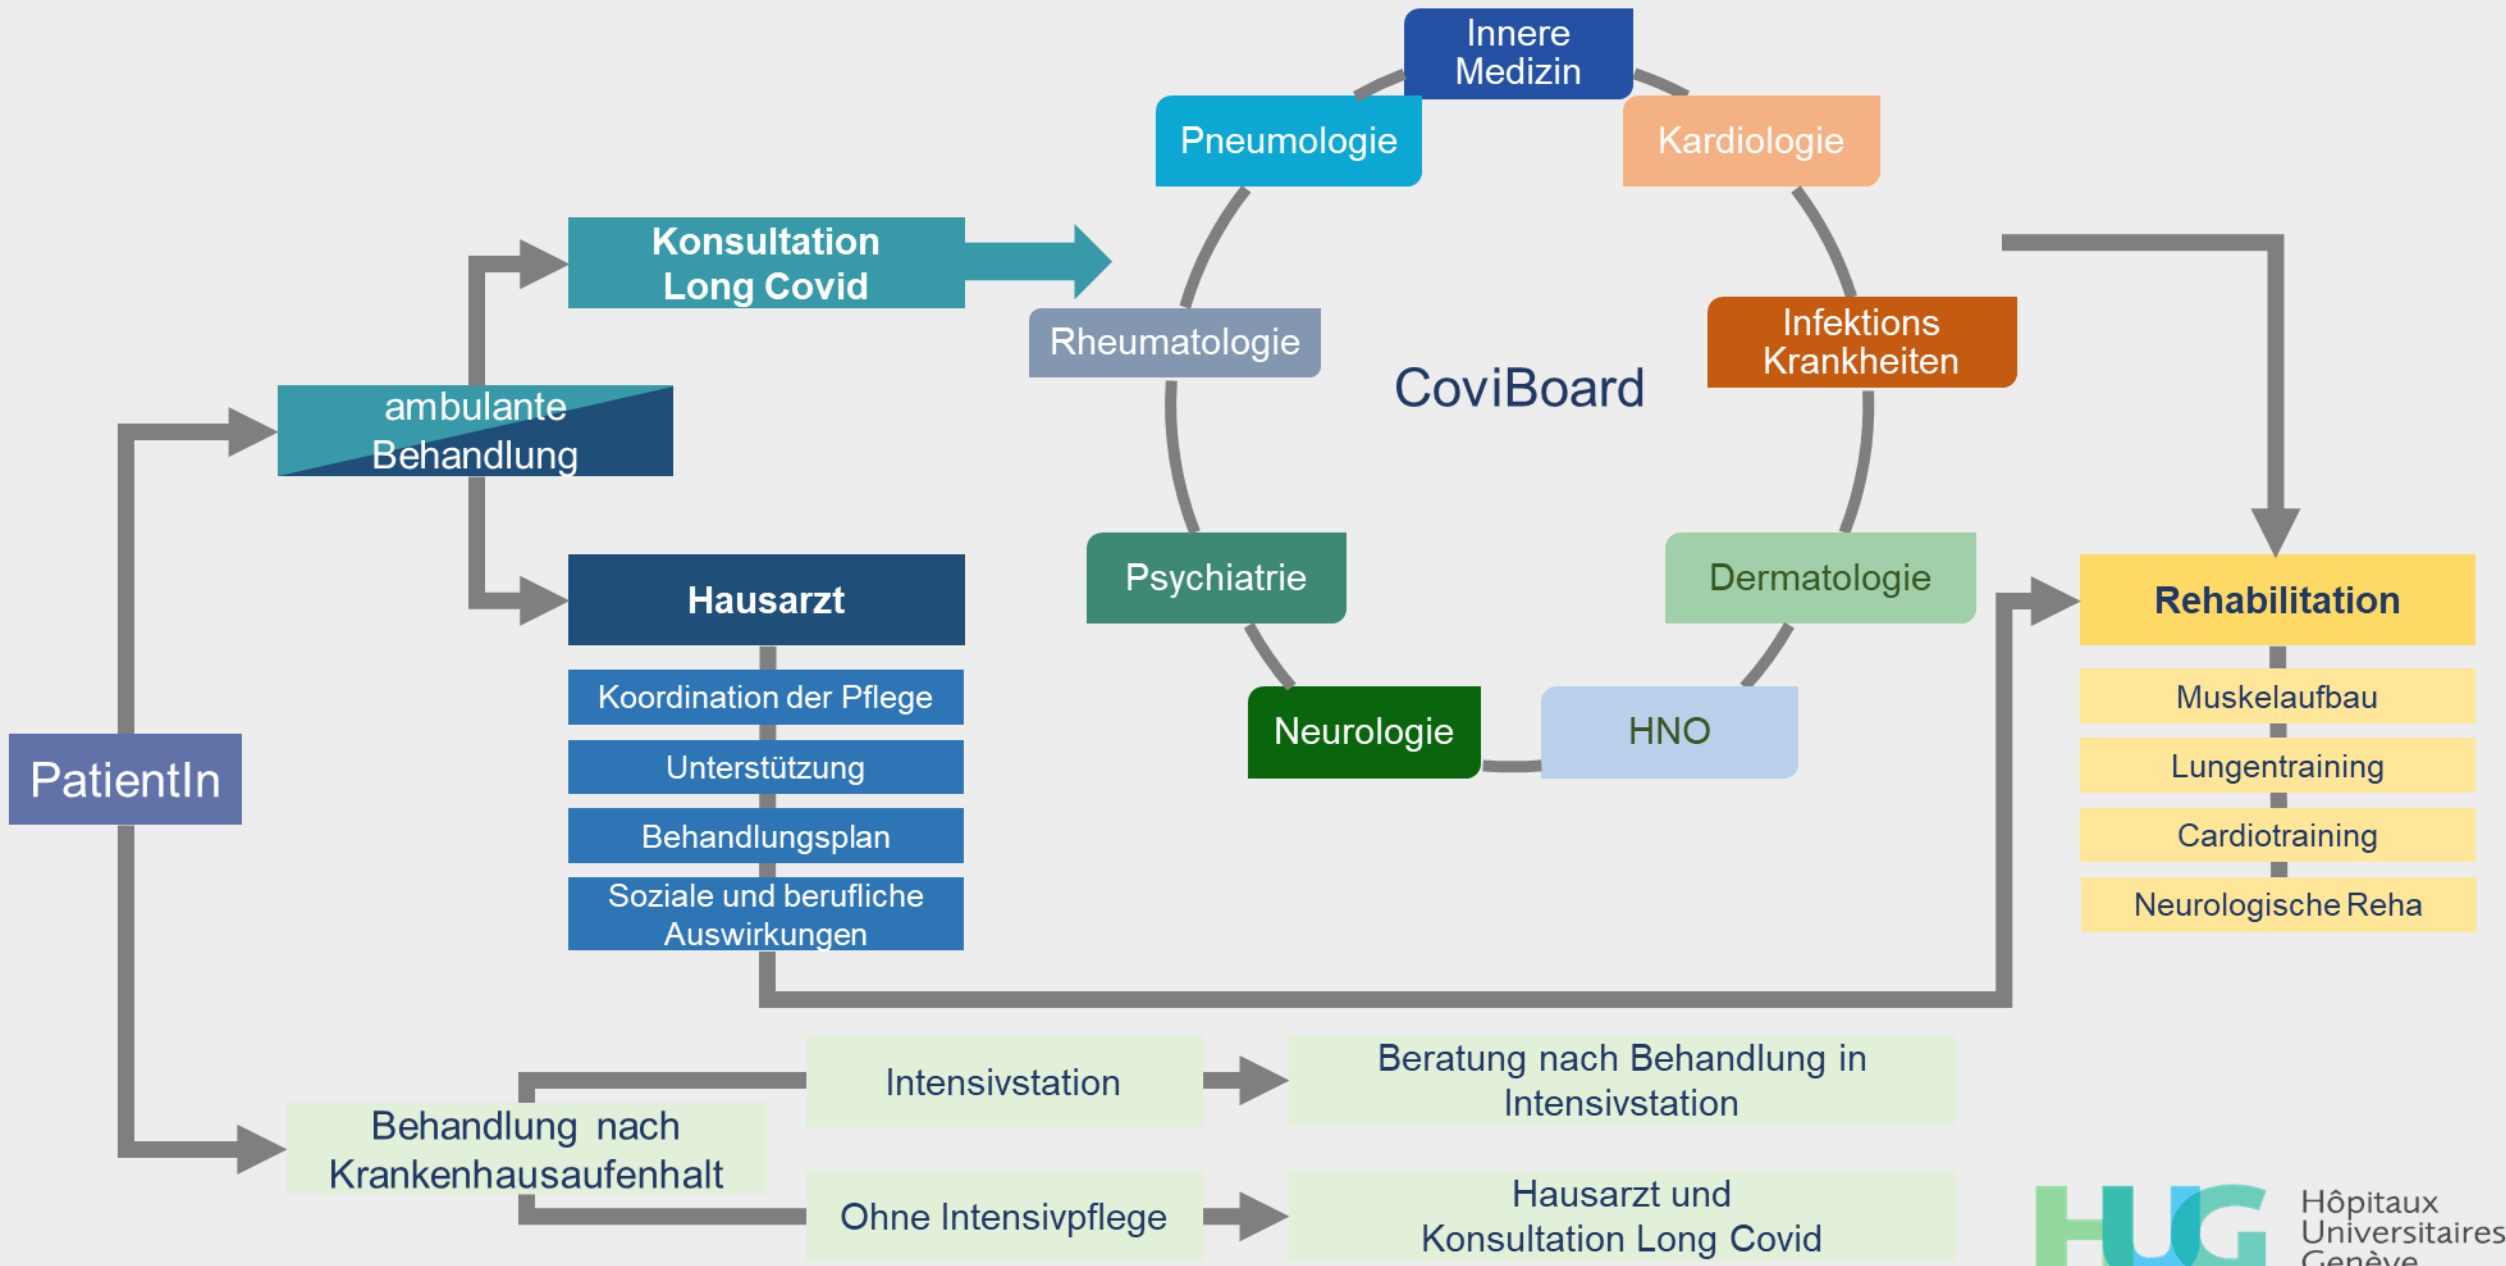 Innere
Medizin
Pneumologie
Kardiologie
Konsultation
Long Covid
Rheumatologie
Infektions
Krankheiten
CoviBoard
ambulante
Behandlung
Psychiatrie
Dermatologie
Hausarzt
Rehabilitation
Koordination der Pflege
Muskelaufbau
Neurologie
HNO
PatientIn
Unterstützung
Lungentraining
Behandlungsplan
Cardiotraining
Soziale und berufliche
Auswirkungen
Neurologische Reha
Intensivstation
Beratung nach Behandlung in
Intensivstation
Behandlung nach
Krankenhausaufenhalt
Ohne Intensivpflege
Hausarzt und
Konsultation Long Covid
HUG
Hôpitaux
Universitaires
Genève